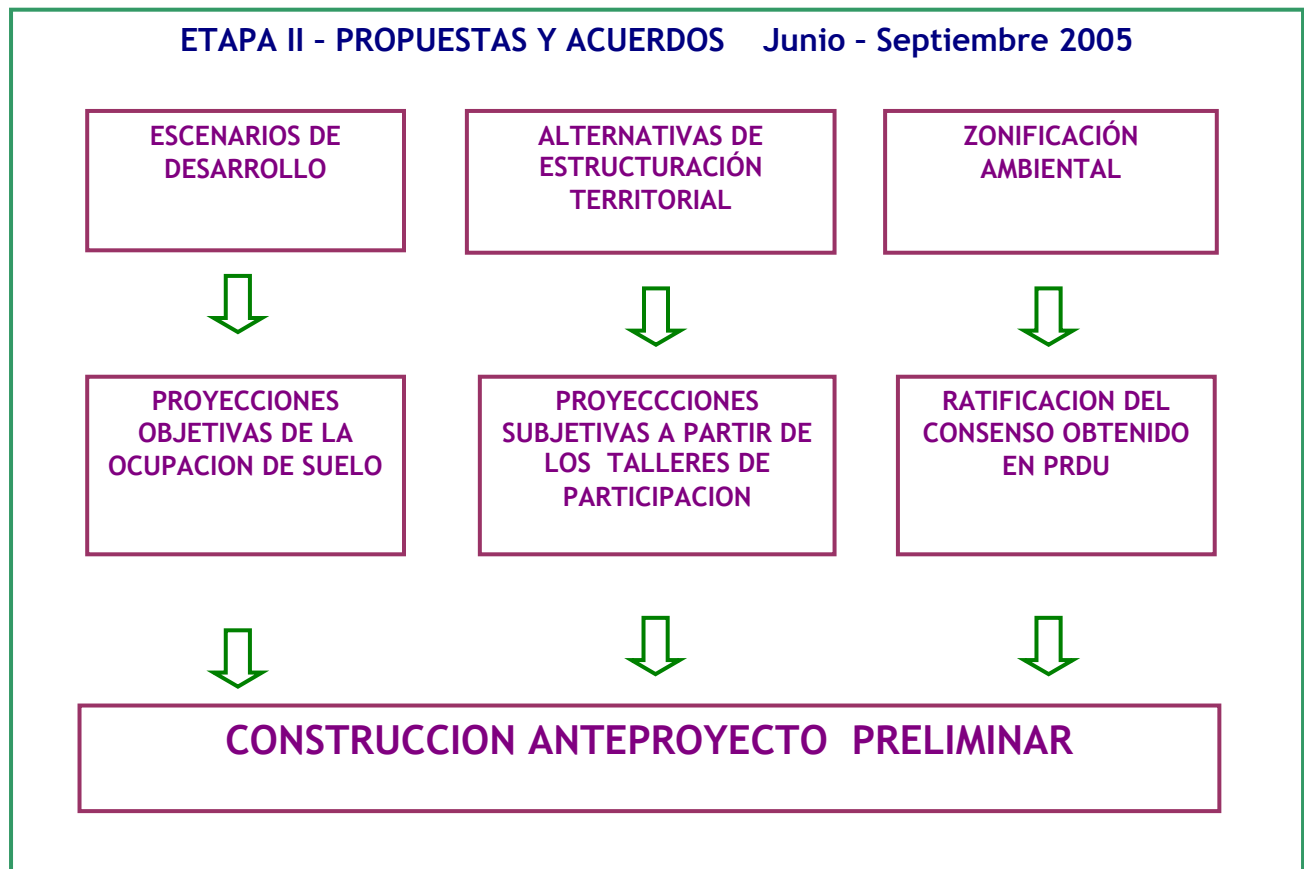 ETAPA II – PROPUESTAS Y ACUERDOS Junio – Septiembre 2005
ESCENARIOS DE
DESARROLLO
ALTERNATIVAS DE
ESTRUCTURACIÓN
TERRITORIAL
ZONIFICACIÓN
AMBIENTAL
PROYECCIONES
OBJETIVAS DE LA
OCUPACION DE SUELO
PROYECCCIONES
SUBJETIVAS A PARTIR DE
LOS TALLERES DE
PARTICIPACION
RATIFICACION DEL
CONSENSO OBTENIDO
EN PRDU
CONSTRUCCION ANTEPROYECTO PRELIMINAR